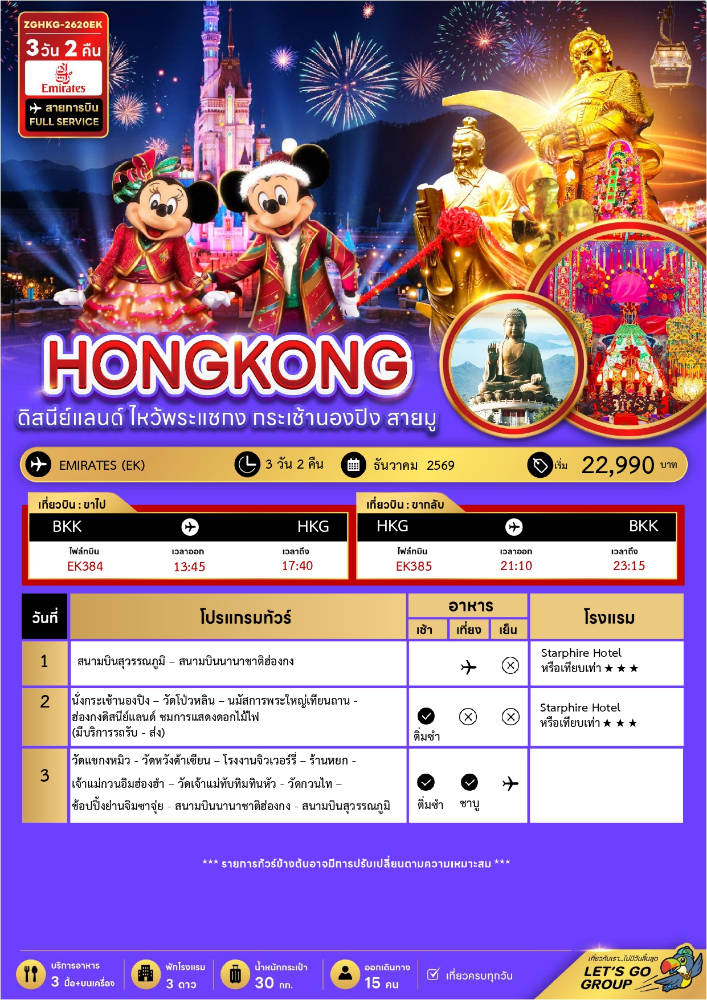 ZGHKG-2620EK
3 วัน 2 คืน
Emirates
สายการบิน
FULL SERVICE
HONGKONG
ดิสนีย์แลนด์ ไหว้พระแชกง กระเช้านองปิง สายมู
EMIRATES (EK) 3 วัน 2 คืน ธันวาคม 2569 เริ่ม 22,990 บาท
เที่ยวบิน : ขาไป
BKK HKG
ไฟล์ทบิน เวลาออก เวลาถึง
EK384 13:45 17:40
เที่ยวบิน : ขากลับ
HKG BKK
ไฟล์ทบิน เวลาออก เวลาถึง
EK385 21:10 23:15
วันที่ โปรแกรมทัวร์ อาหาร โรงแรม
เช้า เที่ยง เย็น
1 สนามบินสุวรรณภูมิ – สนามบินนานาชาติฮ่องกง
Starphire Hotel
หรือเทียบเท่า ★ ★ ★
2 นั่งกระเช้านองปิง – วัดโป่วหลิน – นมัสการพระใหญ่เทียนถาน -
ฮ่องกงดิสนีย์แลนด์ ชมการแสดงดอกไม้ไฟ
(มีบริการรถรับ - ส่ง)
ติ่มซำ
Starphire Hotel
หรือเทียบเท่า ★ ★ ★
3 วัดแชกงหมิว - วัดหวังต้าเซียน – โรงงานจิวเวอร์รี่ – ร้านหยก -
เจ้าแม่กวนอิมฮ่องฮำ – วัดเจ้าแม่ทับทิมทินหัว - วัดกวนไท –
ช้อปปิ้งย่านจิมซาจุ่ย - สนามบินนานาชาติฮ่องกง - สนามบินสุวรรณภูมิ
ติ่มซำ ชาบู
*** รายการทัวร์ข้างต้นอาจมีการปรับเปลี่ยนตามความเหมาะสม ***
บริการอาหาร
3 มื้อ+บนเครื่อง
พักโรงแรม
3 ดาว
น้ำหนักกระเป๋า
30 กก.
ออกเดินทาง
15 คน
เที่ยวครบทุกวัน
เที่ยวกับเรา...ไม่มีวันสิ้นสุด
LET'S GO
GROUP